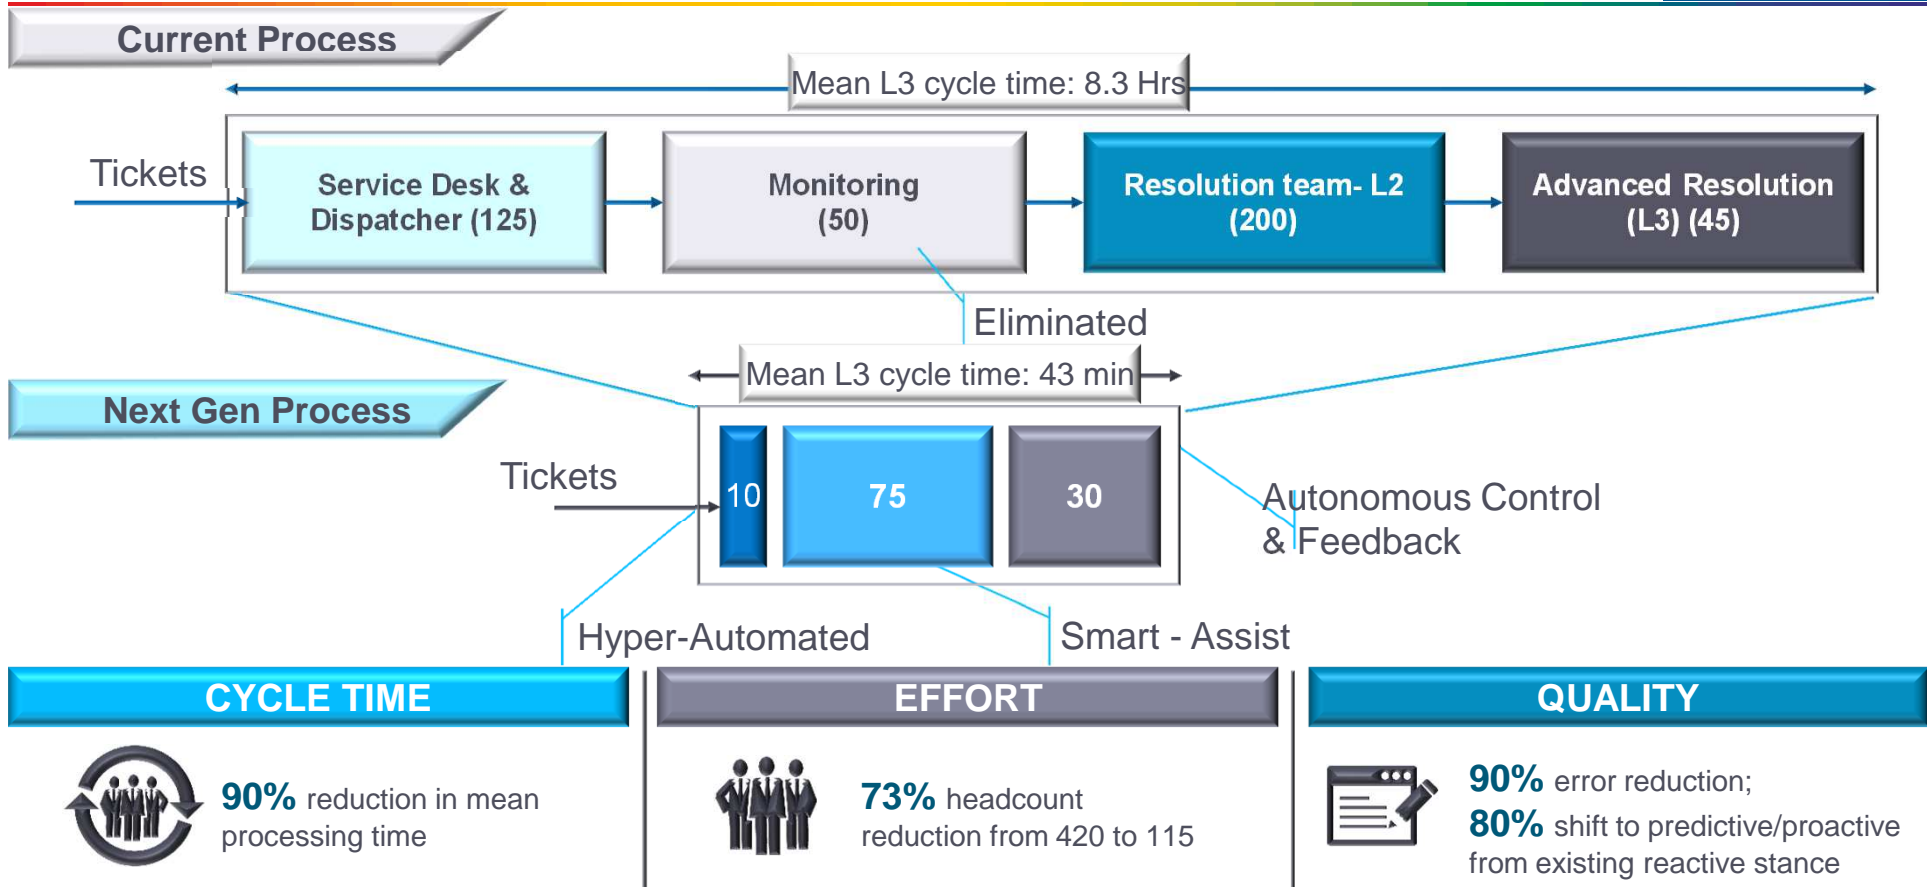 Current Process
Mean L3 cycle time: 8.3 Hrs
Tickets
Service Desk &
Dispatcher (125)
Monitoring
(50)
Resolution team- L2
(200)
Advanced Resolution
(L3) (45)
Eliminated
Mean L3 cycle time: 43 min
Next Gen Process
Tickets
10
75
30
Autonomous Control
& Feedback
Hyper-Automated
Smart - Assist
CYCLE TIME
90% reduction in mean
processing time
EFFORT
73% headcount
reduction from 420 to 115
QUALITY
90% error reduction;
80% shift to predictive/proactive
from existing reactive stance